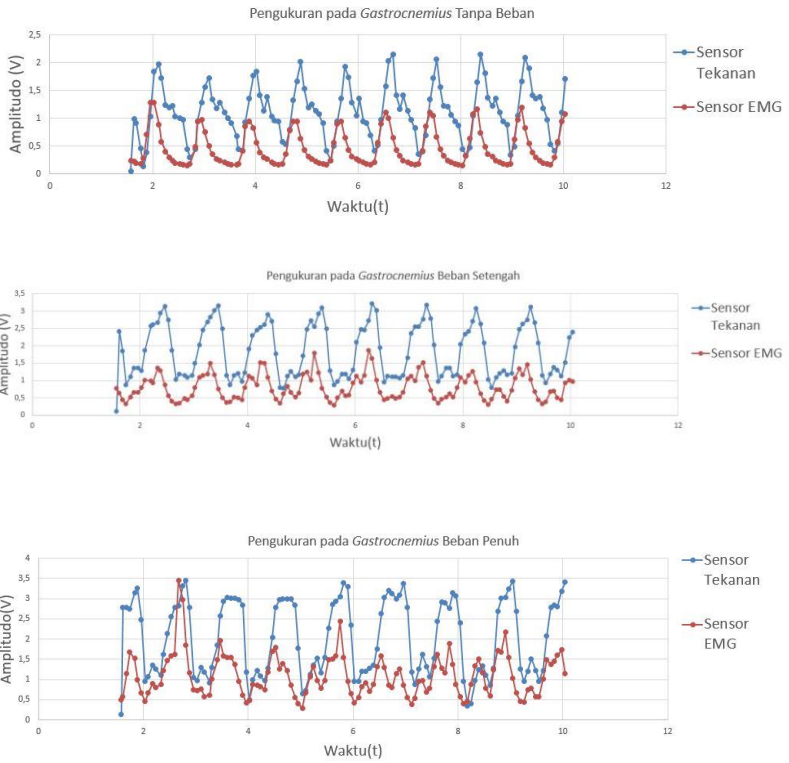 Pengukuran pada Gastrocnemius Tanpa Beban
Amplitudo (V)
2,5
2
1,5
1
0,5
0
0 2 4 6 8 10 12
Waktu(t)
Sensor
Tekanan
Sensor EMG
Pengukuran pada Gastrocnemius Beban Setengah
Amplitudo (V)
3,5
3
2,5
2
1,5
1
0,5
0
0 2 4 6 8 10 12
Waktu(t)
Sensor
Tekanan
Sensor EMG
Pengukuran pada Gastrocnemius Beban Penuh
Amplitudo(V)
4
3,5
3
2,5
2
1,5
1
0,5
0
0 2 4 6 8 10 12
Waktu(t)
Sensor
Tekanan
Sensor
EMG